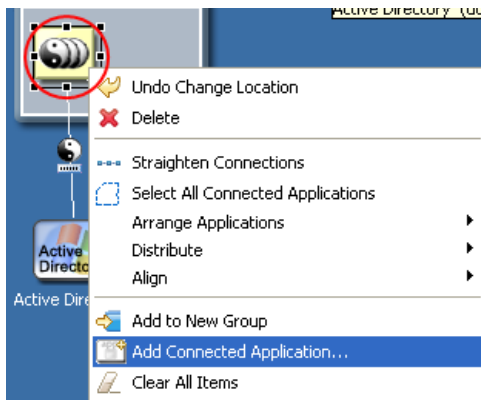 Active Directory
Undo Change Location
Delete
Straighten Connections
Select All Connected Applications
Arrange Applications
Distribute
Align
Active
Directo
Active Dire
Add to New Group
Add Connected Application...
Clear All Items